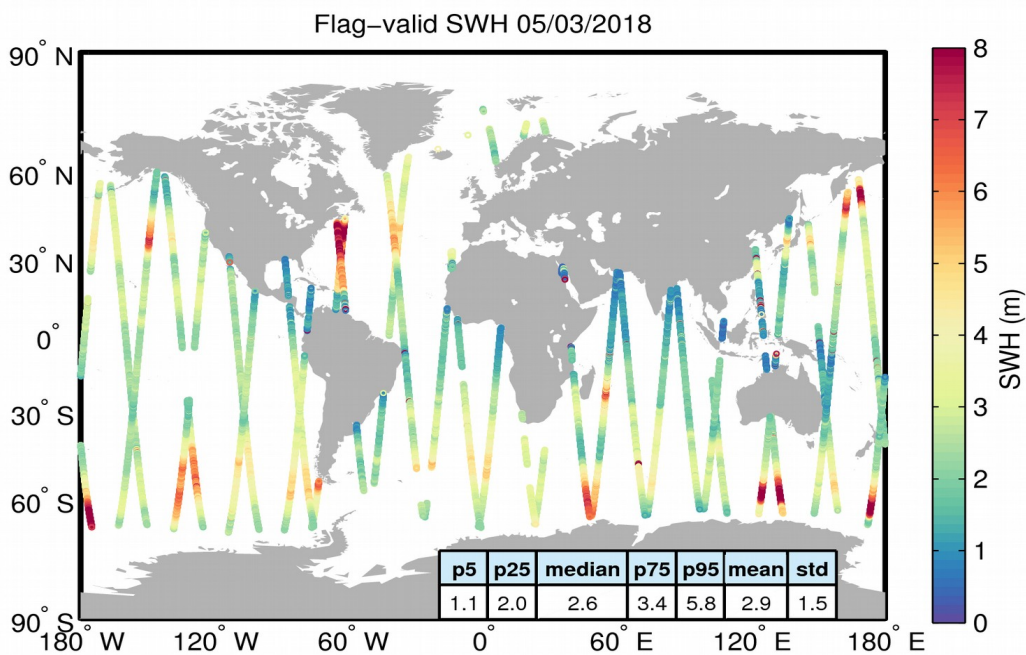 Flag−valid SWH 05/03/2018
90° N
60° N
30° N
0°
30° S
60° S
90° S
180° W
120° W
60° W
0°
60° E
120° E
180° E
p5 p25 median p75 p95 mean std
1.1 2.0 2.6 3.4 5.8 2.9 1.5
8
7
6
5
4
3
2
1
0
SWH (m)